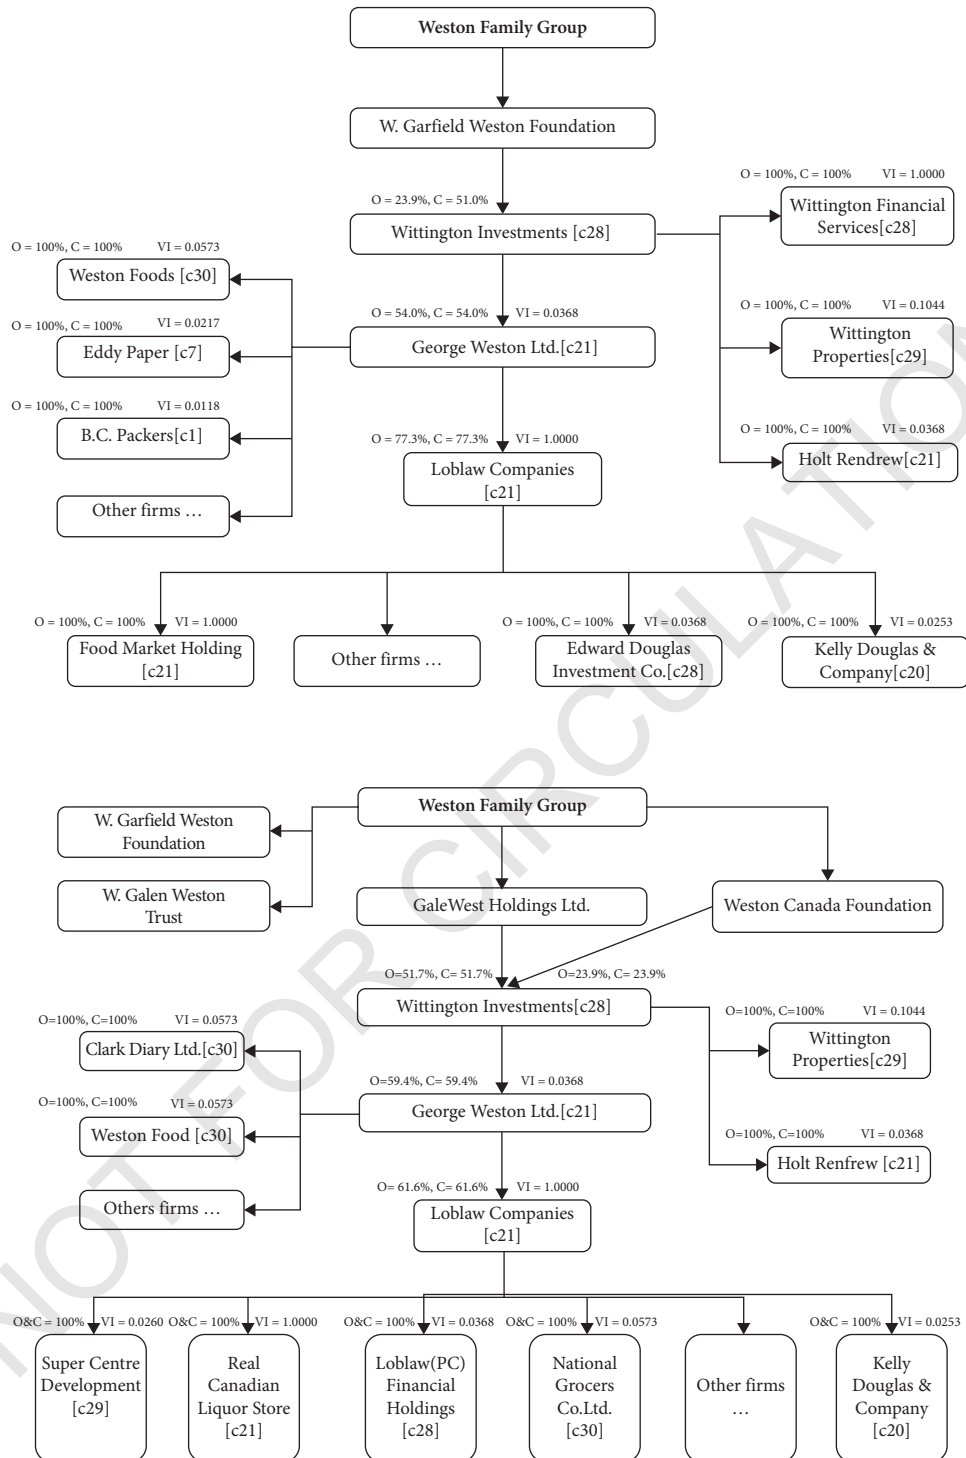 Weston Family Group
W. Garfield Weston Foundation
O = 23.9%, C = 51.0%
Wittington Investments [c28]
O = 100%, C = 100% VI = 1.0000
Wittington Financial
Services[c28]
O = 100%, C = 100% VI = 0.1044
Wittington
Properties[c29]
O = 100%, C = 100% VI = 0.0368
Holt Rendrew[c21]
O = 54.0%, C = 54.0% VI = 0.0368
George Weston Ltd.[c21]
O = 100%, C = 100% VI = 0.0573
Weston Foods [c30]
O = 100%, C = 100% VI = 0.0217
Eddy Paper [c7]
O = 100%, C = 100% VI = 0.0118
B.C. Packers[c1]
Other firms …
O = 77.3%, C = 77.3% VI = 1.0000
Loblaw Companies
[c21]
O = 100%, C = 100% VI = 1.0000
Food Market Holding
[c21]
Other firms …
O = 100%, C = 100% VI = 0.0368
Edward Douglas
Investment Co.[c28]
O = 100%, C = 100% VI = 0.0253
Kelly Douglas &
Company[c20]
Weston Family Group
W. Garfield Weston
Foundation
W. Galen Weston
Trust
GaleWest Holdings Ltd.
Weston Canada Foundation
O=51.7%, C= 51.7%
O=23.9%, C= 23.9%
Wittington Investments[c28]
O=100%, C=100% VI = 0.1044
Wittington
Properties[c29]
O=100%, C=100% VI = 0.0368
Holt Renfrew [c21]
O=59.4%, C= 59.4% VI = 0.0368
George Weston Ltd.[c21]
O=100%, C=100% VI = 0.0573
Clark Diary Ltd.[c30]
O=100%, C=100% VI = 0.0573
Weston Food [c30]
Others firms …
O= 61.6%, C= 61.6% VI = 1.0000
Loblaw Companies
[c21]
O&C = 100% VI = 0.0260
Super Centre
Development
[c29]
O&C = 100% VI = 1.0000
Real
Canadian
Liquor Store
[c21]
O&C = 100% VI = 0.0368
Loblaw(PC)
Financial
Holdings
[c28]
O&C = 100% VI = 0.0573
National
Grocers
Co.Ltd.
[c30]
Other firms
…
O&C = 100% VI = 0.0253
Kelly
Douglas &
Company
[c20]
NOT FOR CIRCULATION